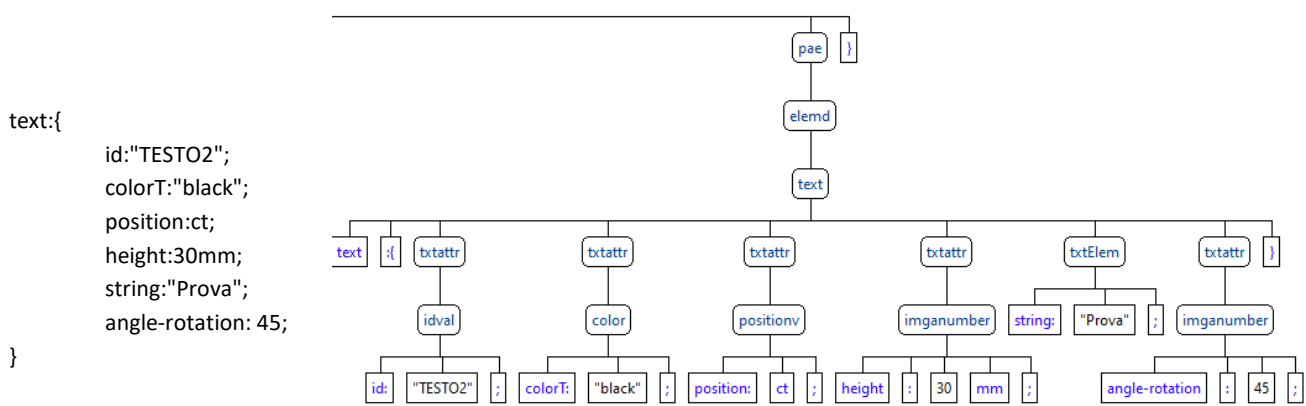 text:{
id:"TESTO2";
colorT:"black";
position:ct;
height:30mm;
string:"Prova";
angle-rotation: 45;
}
pae }
elemd
text
text :{ txtattr txtattr txtattr txtattr txtElem txtattr }
idval color positionv imganumber string: "Prova" ; imganumber
id: "TESTO2" ; colorT: "black" ; position: ct ; height : 30 mm ; angle-rotation : 45 ;